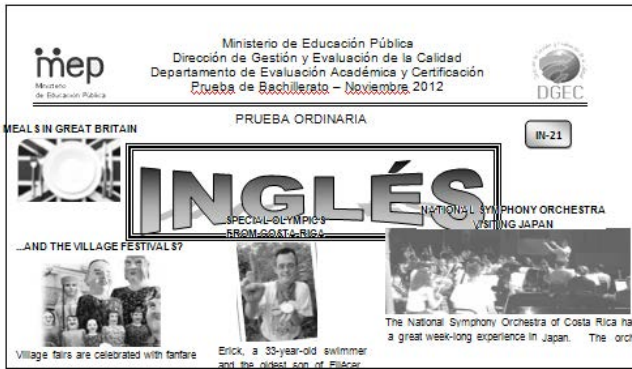 mep
Ministerio
de Educación Pública
Ministerio de Educación Pública
Dirección de Gestión y Evaluación de la Calidad
Departamento de Evaluación Académica y Certificación
Prueba de Bachillerato – Noviembre 2012
DGEC
PRUEBA ORDINARIA
IN-21
MEALS IN GREAT BRITAIN
INGLÉS
SPECIAL OLYMPICS
FROM COSTA RICA
NATIONAL SYMPHONY ORCHESTRA
VISITING JAPAN
...AND THE VILLAGE FESTIVALS?
Village fairs are celebrated with fanfare
Erick, a 33-year-old swimmer
and the oldest son of Eliécer
The National Symphony Orchestra of Costa Rica ha
a great week-long experience in Japan. The orch